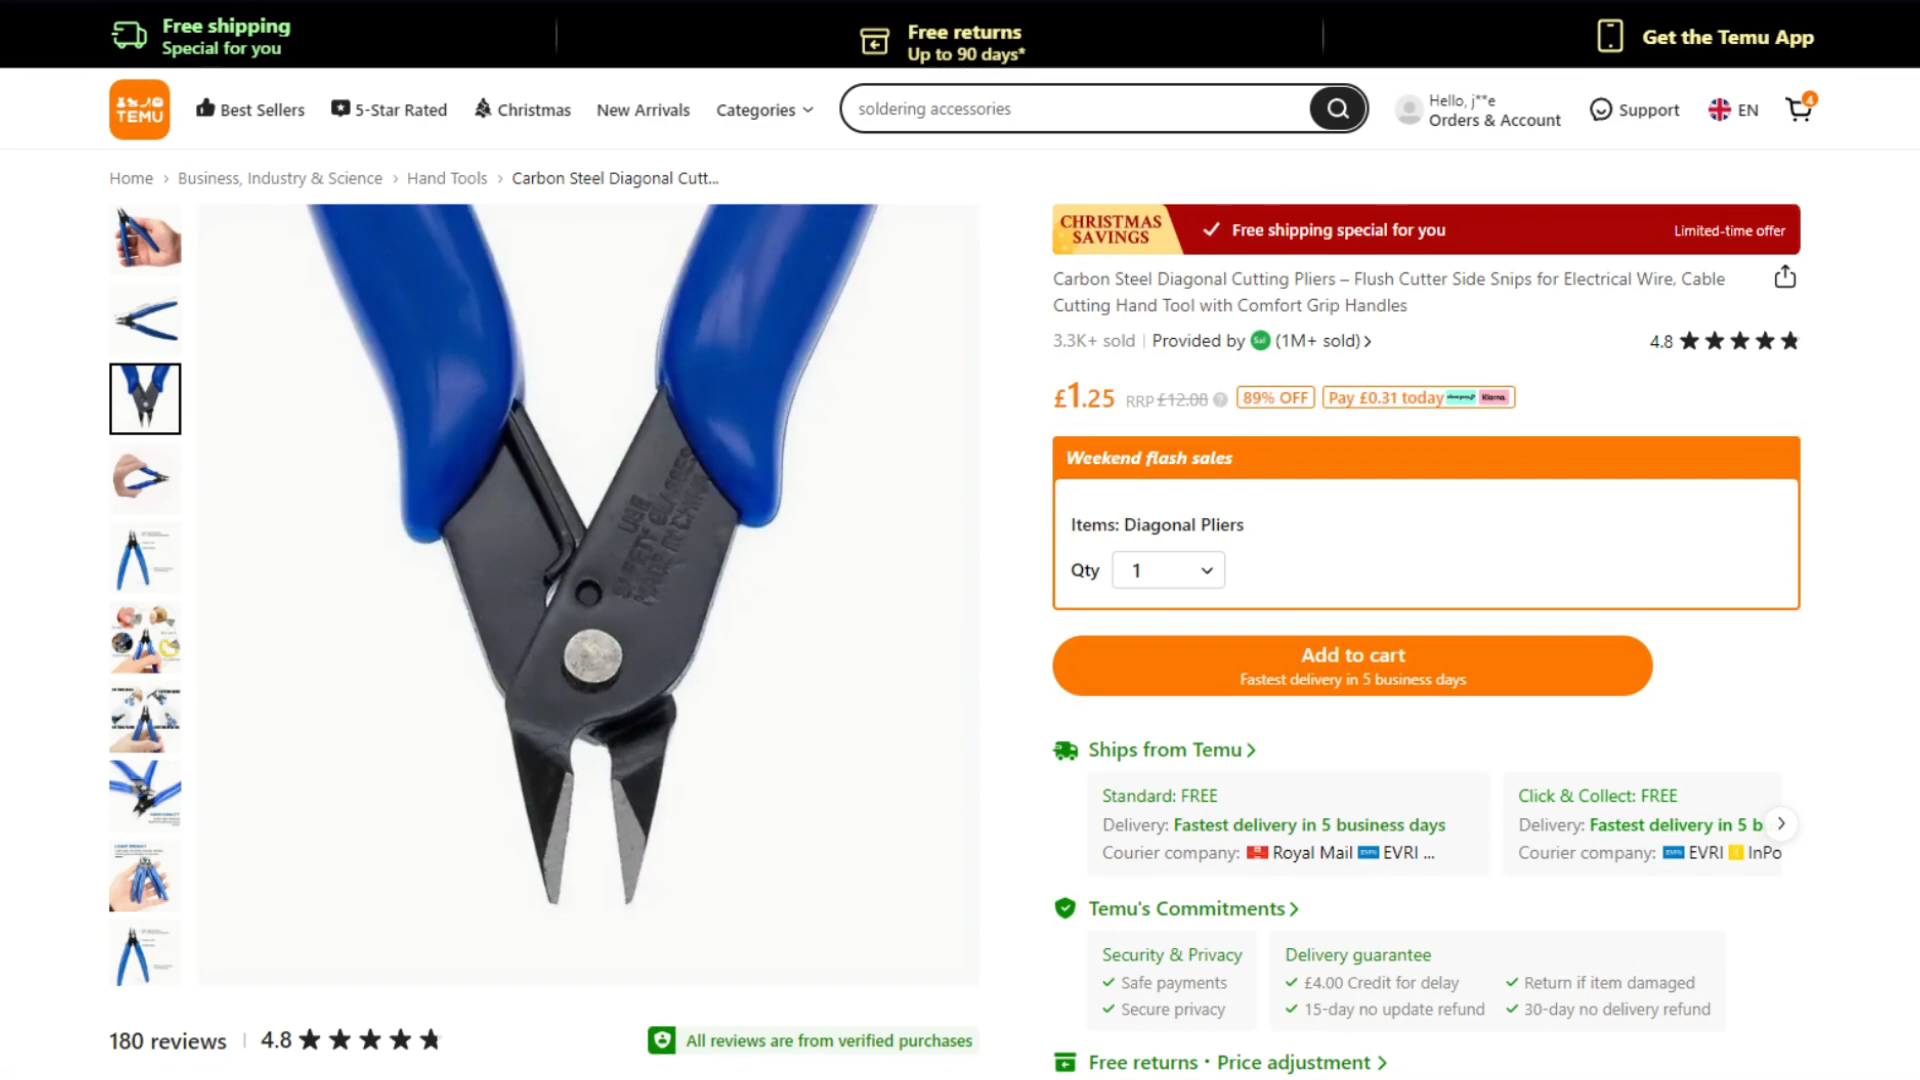 Free shipping
Special for you
Free returns
Up to 90 days*
Get the Temu App
TEMU
Best Sellers
5-Star Rated
Christmas
New Arrivals
Categories
soldering accessories
Hello, j**e
Orders & Account
Support
EN
4
Home > Business, Industry & Science > Hand Tools > Carbon Steel Diagonal Cutt...
CHRISTMAS
SAVINGS
Free shipping special for you
Limited-time offer
Carbon Steel Diagonal Cutting Pliers – Flush Cutter Side Snips for Electrical Wire, Cable
Cutting Hand Tool with Comfort Grip Handles
3.3K+ sold | Provided by Sal (1M+ sold) >
4.8
£1.25 RRP £12.08 ? 89% OFF Pay £0.31 today Klarna.
Weekend flash sales
Items: Diagonal Pliers
Qty 1
Add to cart
Fastest delivery in 5 business days
USE
SAFETY GLASSES
MADE IN CHINA
Ships from Temu >
Standard: FREE
Delivery: Fastest delivery in 5 business days
Courier company: Royal Mail EVRI ...
Click & Collect: FREE
Delivery: Fastest delivery in 5 b
Courier company: EVRI InPo
Temu's Commitments >
Security & Privacy
Safe payments
Secure privacy
Delivery guarantee
£4.00 Credit for delay
Return if item damaged
15-day no update refund
30-day no delivery refund
180 reviews | 4.8
All reviews are from verified purchases
Free returns · Price adjustment >